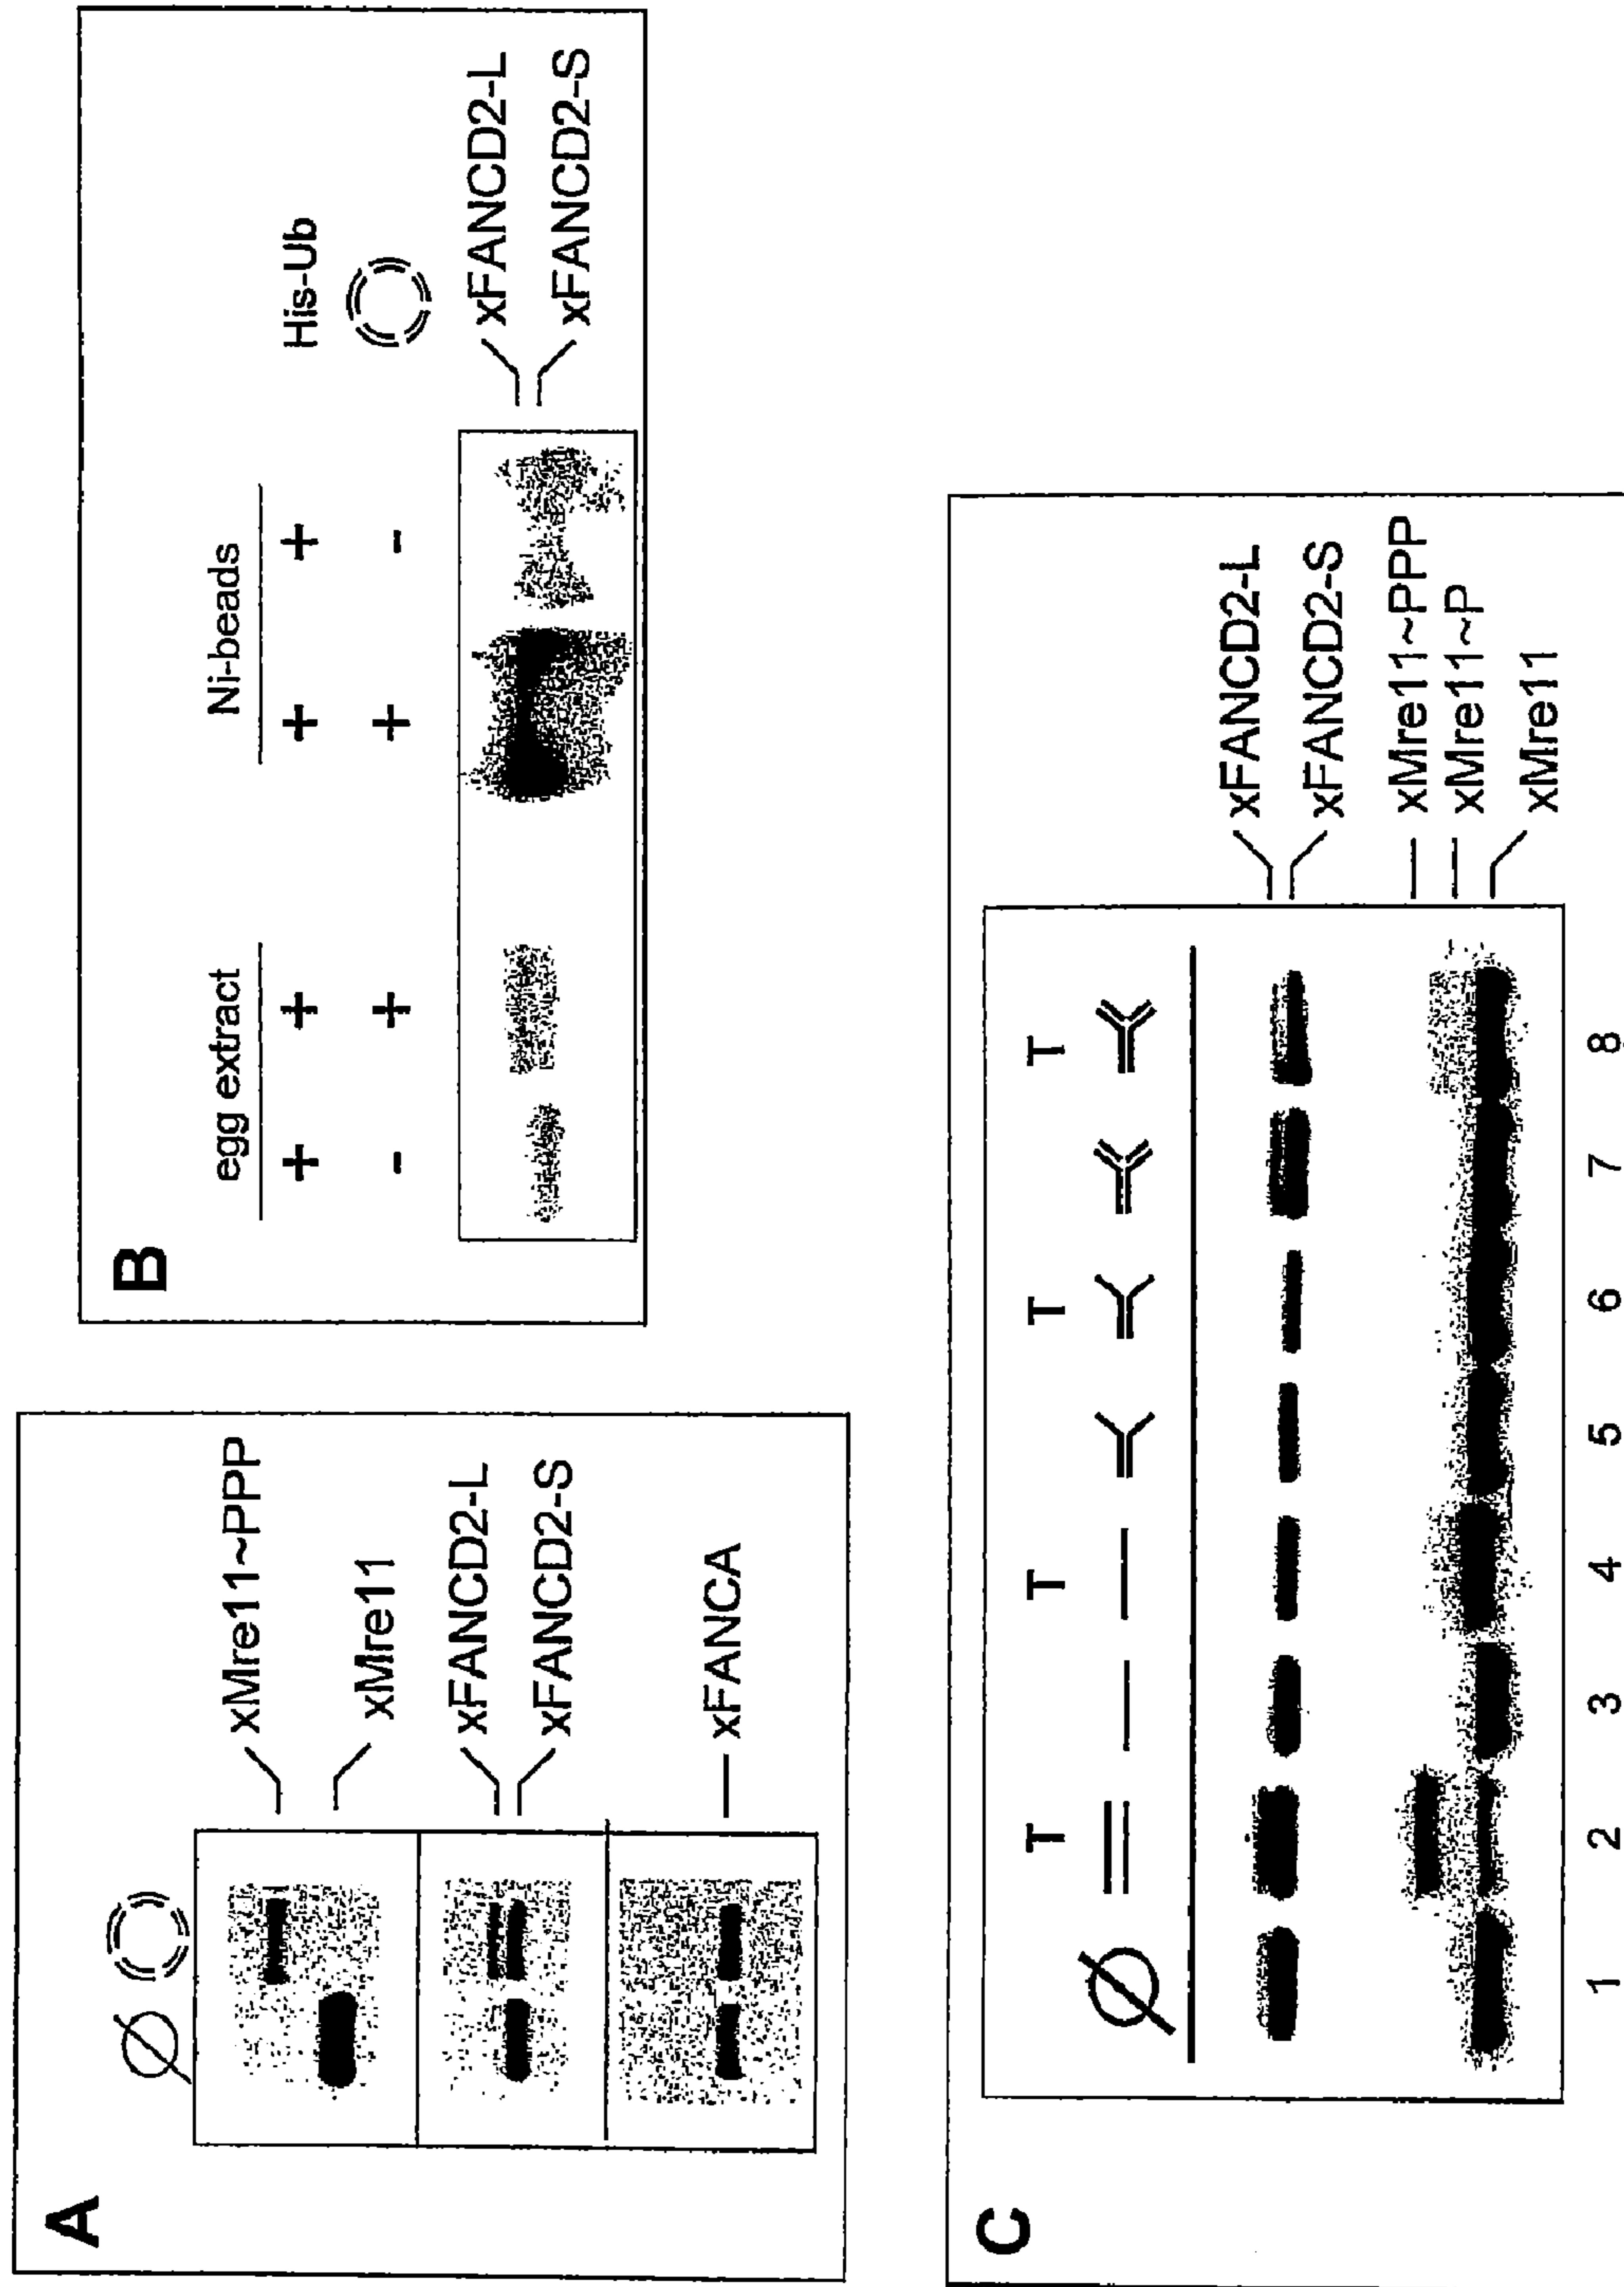 A
Ø
xMre11~PPP
xMre11
xFANCD2-L
xFANCD2-S
xFANCA
B
egg extract
Ni-beads
+ + + + His-Ub
- + + -
xFANCD2-L
xFANCD2-S
C
T T T T
Ø
xFANCD2-L
xFANCD2-S
xMre11~PPP
xMre11~P
xMre11
1 2 3 4 5 6 7 8